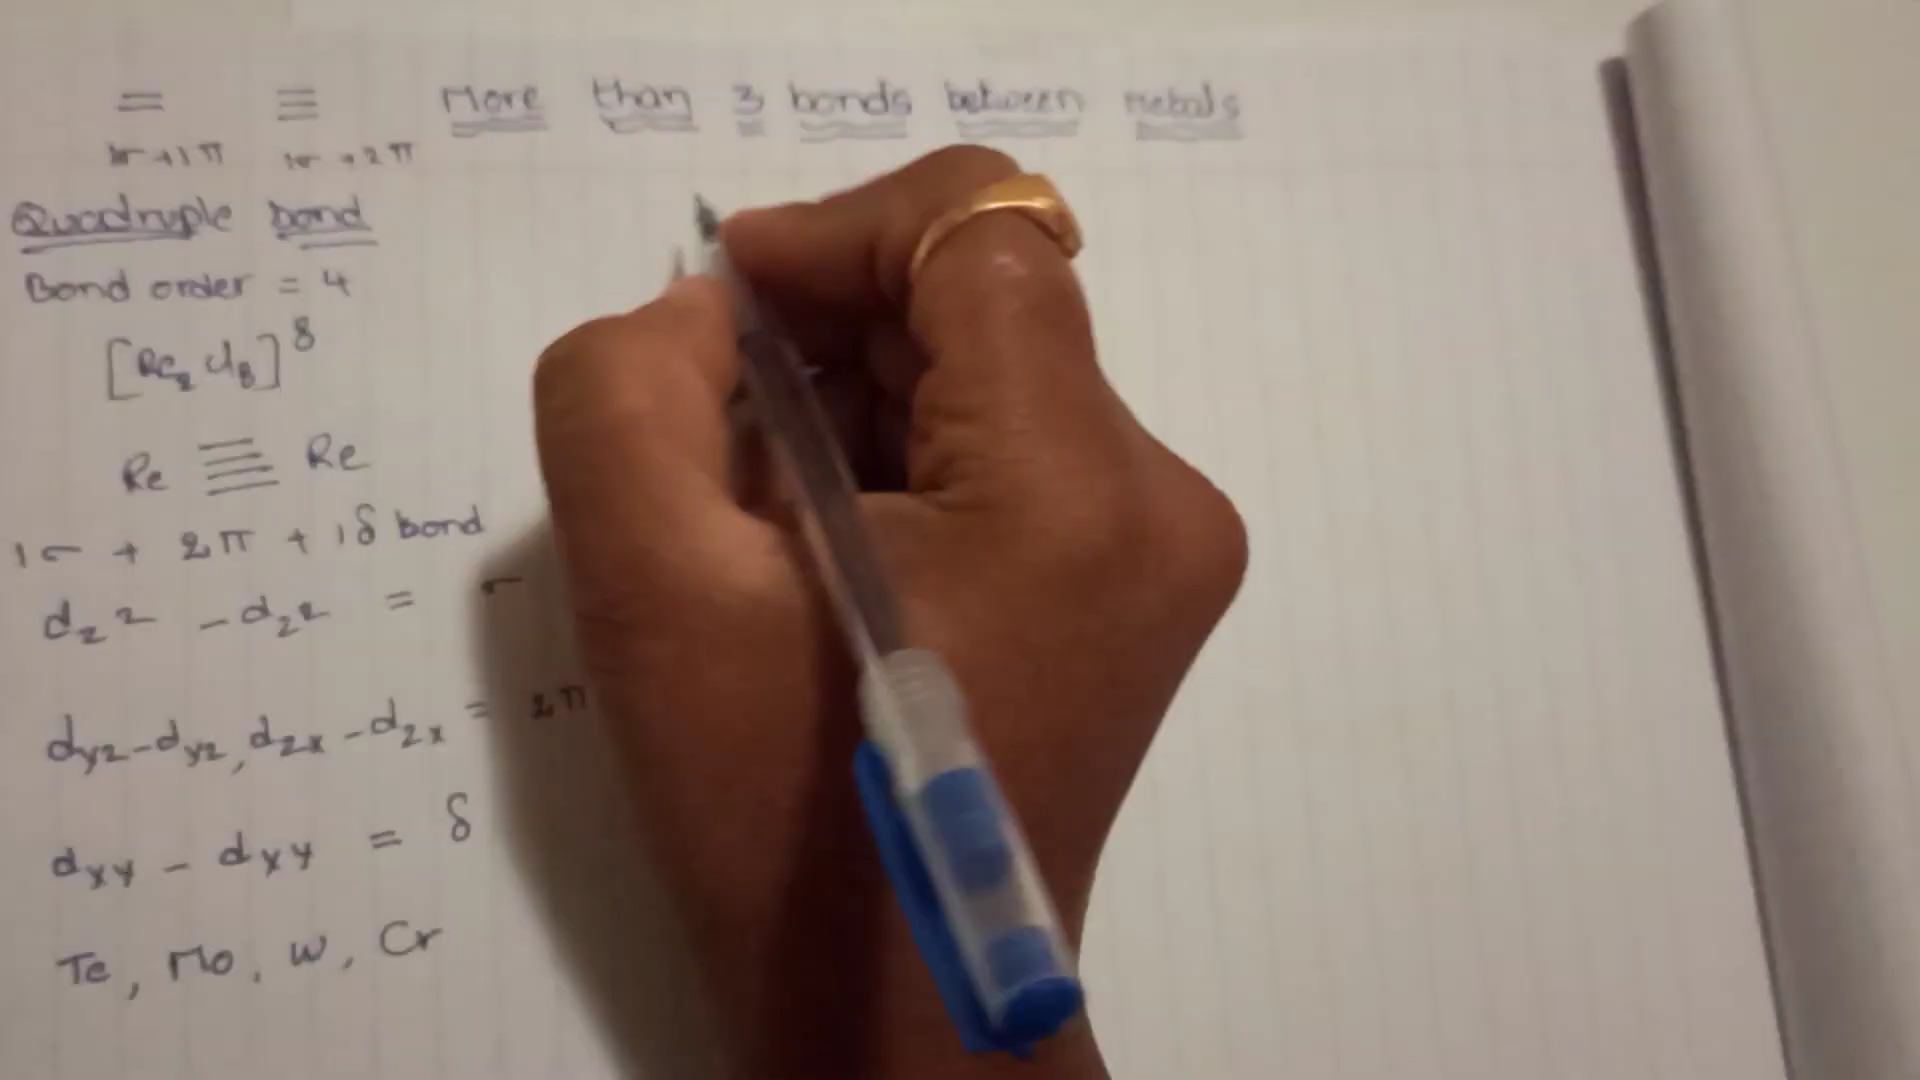 = ≡ More than 3 bonds between metals
1σ+1π 1σ+2π
Quadruple bond
Bond order = 4
[Re₂Cl₈]⁸
Re ≣ Re
1σ + 2π + 1δ bond
dz² - dz² = σ
dyz-dyz, dzx-dzx = 2π
dxy - dxy = δ
Te, Mo, W, Cr